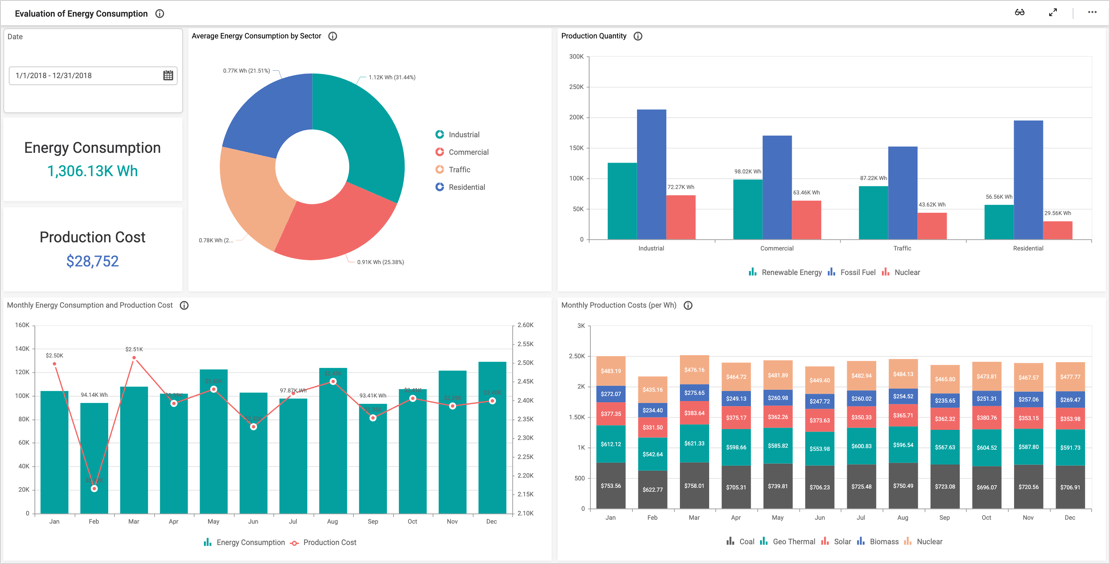 Evaluation of Energy Consumption
Date
1/1/2018 - 12/31/2018
Energy Consumption
1,306.13K Wh
Production Cost
$28,752
Average Energy Consumption by Sector
0.77K Wh (21.51%)
1.12K Wh (31.44%)
0.78K Wh (2...
0.91K Wh (25.38%)
Industrial
Commercial
Traffic
Residential
Production Quantity
300K
250K
200K
150K
100K
50K
0
72.27K Wh
98.02K Wh
63.46K Wh
87.22K Wh
43.62K Wh
56.56K Wh
29.56K Wh
Industrial Commercial Traffic Residential
Renewable Energy Fossil Fuel Nuclear
Monthly Energy Consumption and Production Cost
160K
140K
120K
100K
80K
60K
40K
20K
0
2.60K
2.55K
2.50K
2.45K
2.40K
2.35K
2.30K
2.25K
2.20K
2.15K
2.10K
$2.50K
94.14K Wh
$2.51K
97.87K Wh
93.41K Wh
Jan Feb Mar Apr May Jun Jul Aug Sep Oct Nov Dec
Energy Consumption Production Cost
Monthly Production Costs (per Wh)
3K
2.50K
2K
1.50K
1K
500
0
$483.19 $272.07 $377.35 $612.12 $753.56
$455.16 $234.40 $331.50 $542.64 $622.77
$476.16 $275.65 $383.64 $621.33 $758.01
$464.72 $249.13 $375.17 $598.66 $705.31
$481.89 $260.98 $362.26 $585.82 $739.81
$449.40 $247.72 $373.63 $553.98 $706.23
$482.94 $260.02 $350.33 $600.83 $725.48
$484.13 $254.52 $365.71 $596.54 $750.49
$235.65 $362.32 $567.63 $723.08
$473.81 $251.31 $380.76 $604.52 $696.07
$467.57 $257.06 $353.15 $587.80 $720.56
$477.77 $269.47 $353.98 $591.73 $706.91
Jan Feb Mar Apr May Jun Jul Aug Sep Oct Nov Dec
Coal Geo Thermal Solar Biomass Nuclear